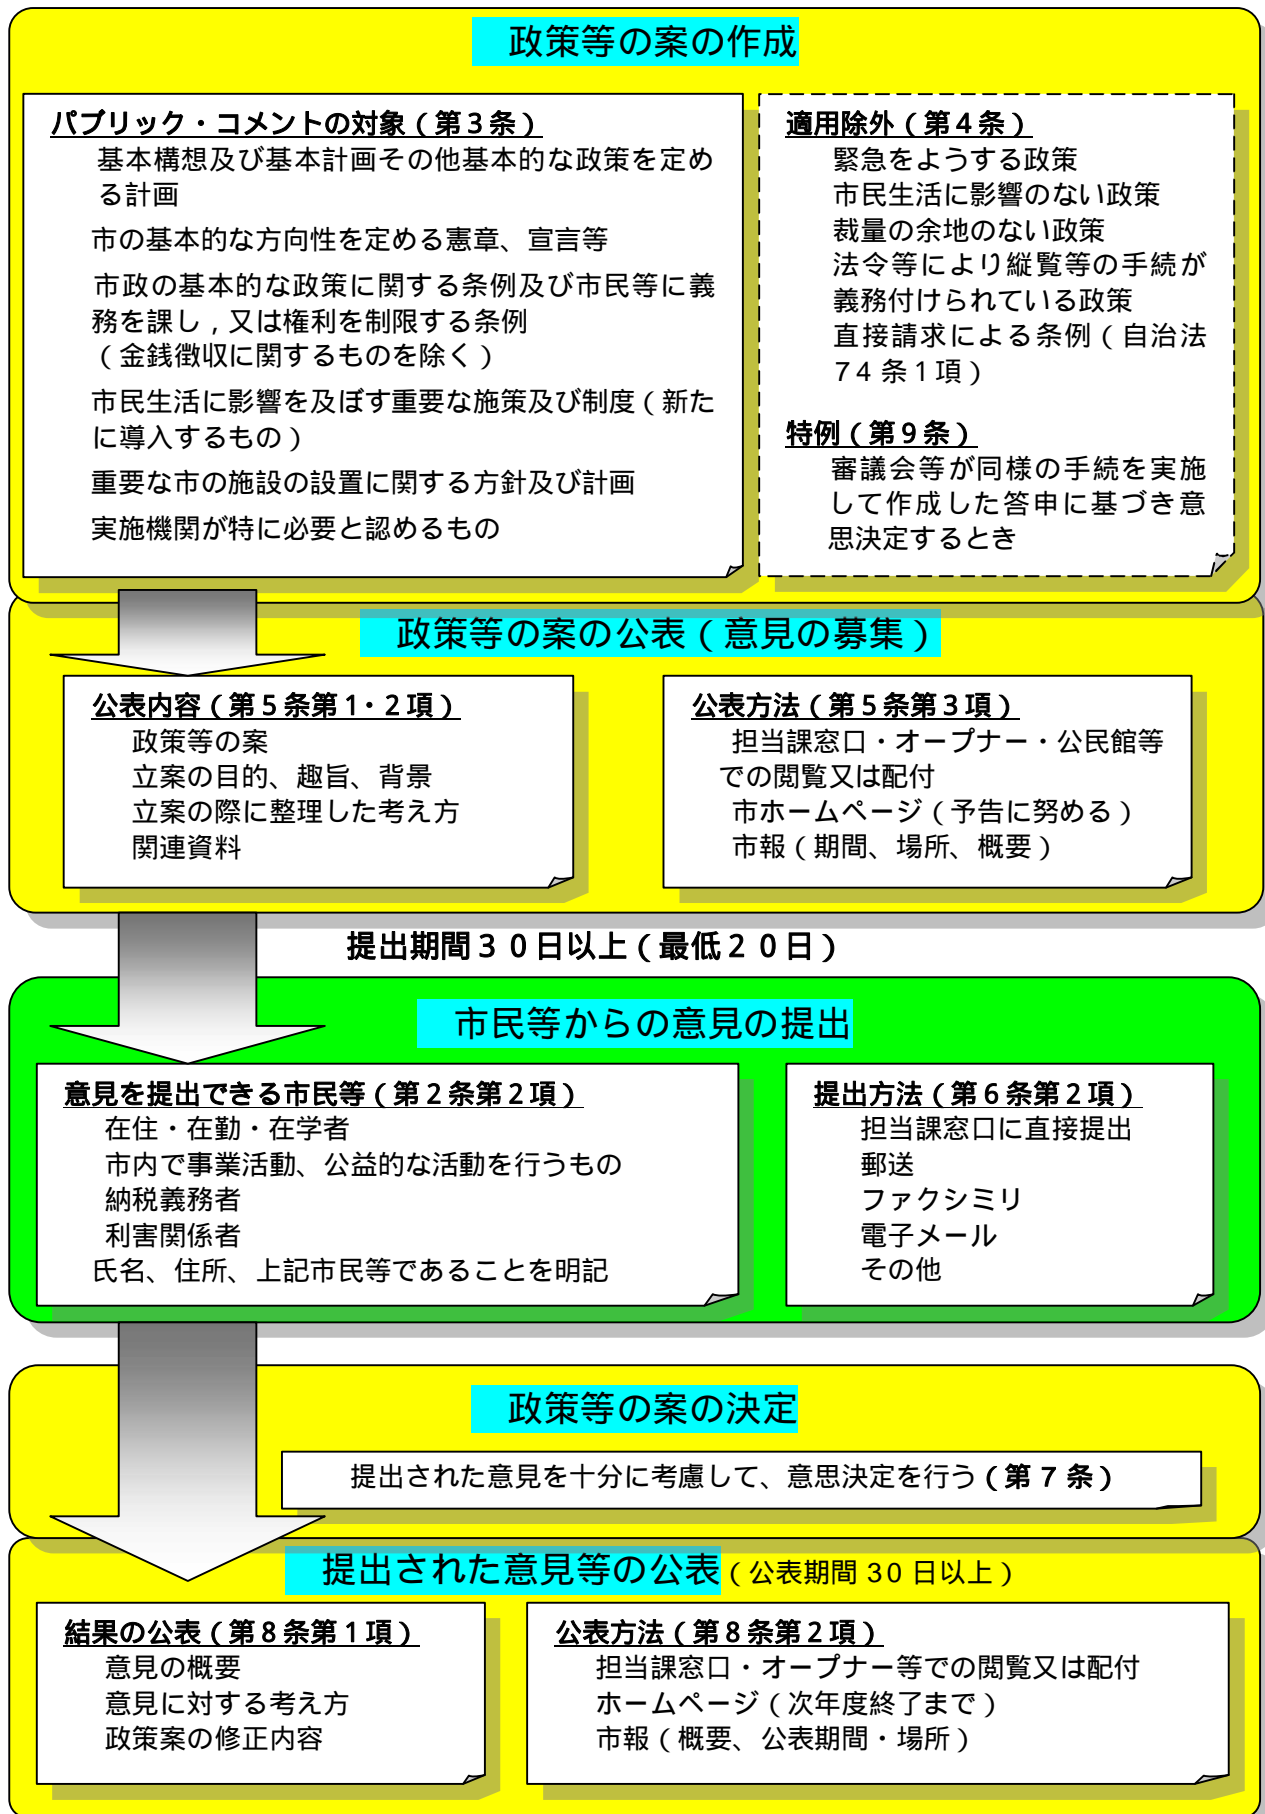 政策等の案の作成
パブリック・コメントの対象(第3条)
基本構想及び基本計画その他基本的な政策を定め
る計画
市の基本的な方向性を定める憲章、宣言等
市政の基本的な政策に関する条例及び市民等に義
務を課し,又は権利を制限する条例
(金銭徴収に関するものを除く)
市民生活に影響を及ぼす重要な施策及び制度(新た
に導入するもの)
重要な市の施設の設置に関する方針及び計画
実施機関が特に必要と認めるもの
適用除外(第4条)
緊急をようする政策
市民生活に影響のない政策
裁量の余地のない政策
法令等により縦覧等の手続が
義務付けられている政策
直接請求による条例(自治法
74条1項)
特例(第9条)
審議会等が同様の手続を実施
して作成した答申に基づき意
思決定するとき
政策等の案の公表(意見の募集)
公表内容(第5条第1・2項)
政策等の案
立案の目的、趣旨、背景
立案の際に整理した考え方
関連資料
公表方法(第5条第3項)
担当課窓口・オープナー・公民館等
での閲覧又は配付
市ホームページ(予告に努める)
市報(期間、場所、概要)
提出期間30日以上(最低20日)
市民等からの意見の提出
意見を提出できる市民等(第2条第2項)
在住・在勤・在学者
市内で事業活動、公益的な活動を行うもの
納税義務者
利害関係者
氏名、住所、上記市民等であることを明記
提出方法(第6条第2項)
担当課窓口に直接提出
郵送
ファクシミリ
電子メール
その他
政策等の案の決定
提出された意見を十分に考慮して、意思決定を行う(第7条)
提出された意見等の公表(公表期間30日以上)
結果の公表(第8条第1項)
意見の概要
意見に対する考え方
政策案の修正内容
公表方法(第8条第2項)
担当課窓口・オープナー等での閲覧又は配付
ホームページ(次年度終了まで)
市報(概要、公表期間・場所)